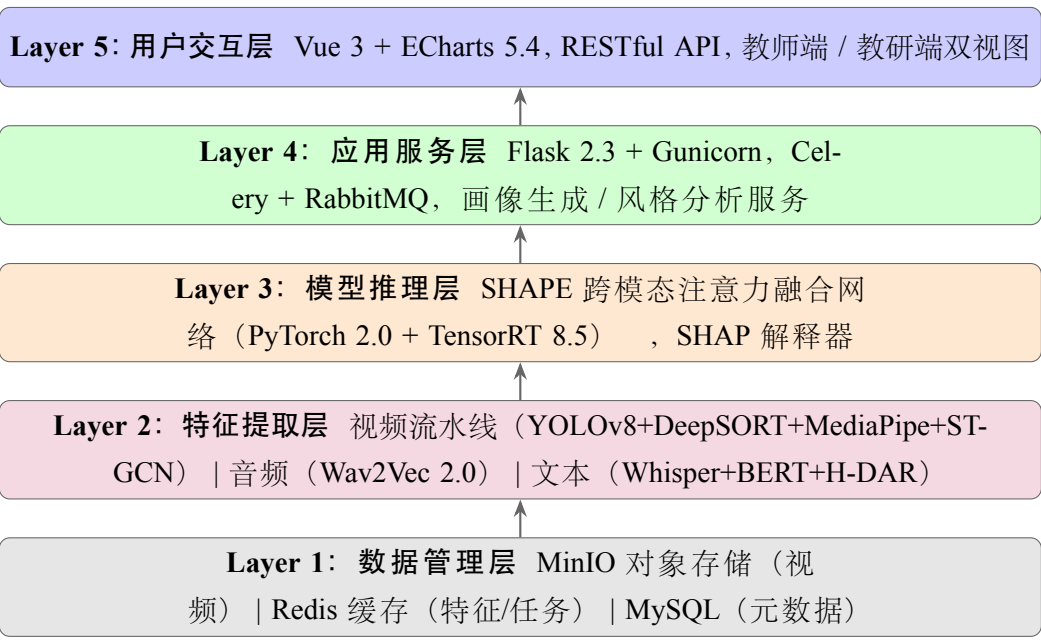 Layer 5: 用户交互层 Vue 3 + ECharts 5.4, RESTful API, 教师端 / 教研端双视图
Layer 4： 应用服务层 Flask 2.3 + Gunicorn，Cel-
ery + RabbitMQ，画像生成 / 风格分析服务
Layer 3： 模型推理层 SHAPE 跨模态注意力融合网
络（PyTorch 2.0 + TensorRT 8.5），SHAP 解释器
Layer 2： 特征提取层 视频流水线（YOLOv8+DeepSORT+MediaPipe+ST-
GCN） | 音频（Wav2Vec 2.0） | 文本（Whisper+BERT+H-DAR）
Layer 1： 数据管理层 MinIO 对象存储（视
频） | Redis 缓存（特征/任务） | MySQL（元数据）